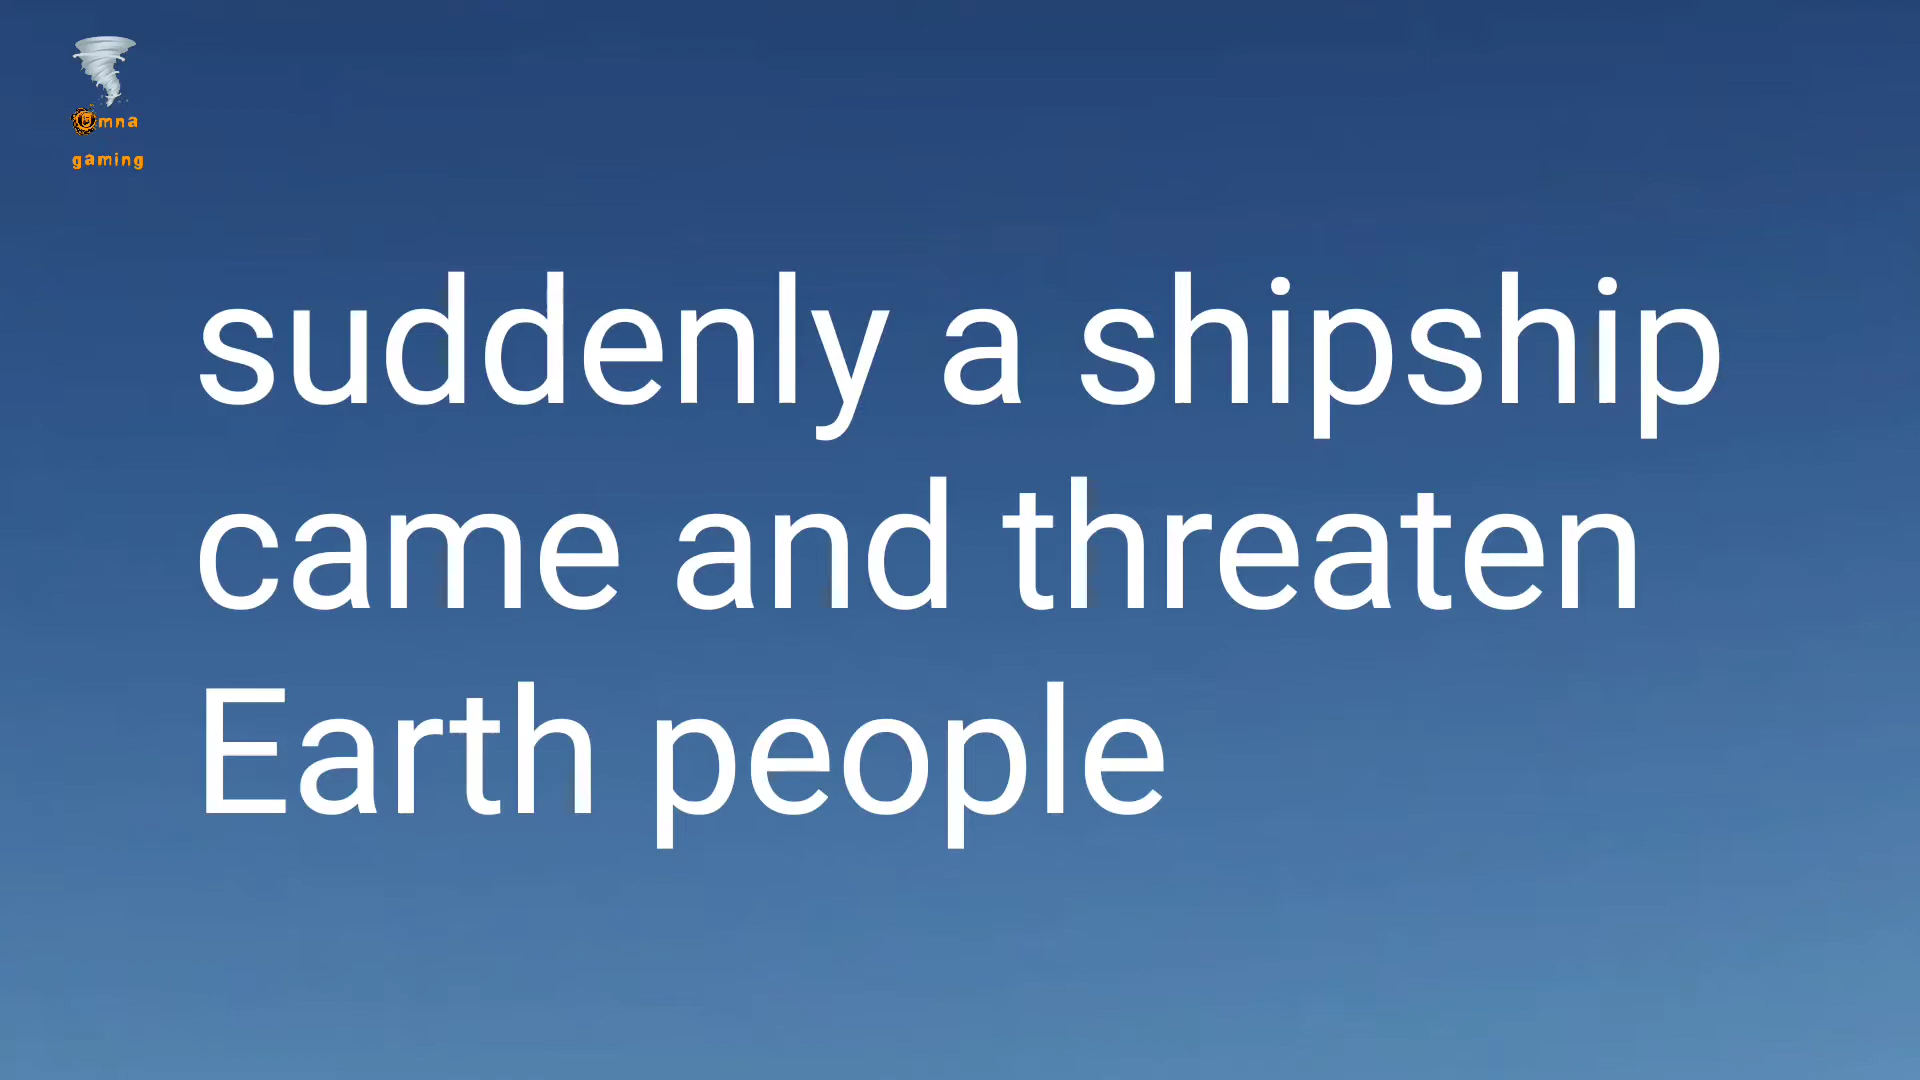 mna
gaming
suddenly a shipship
came and threaten
Earth people